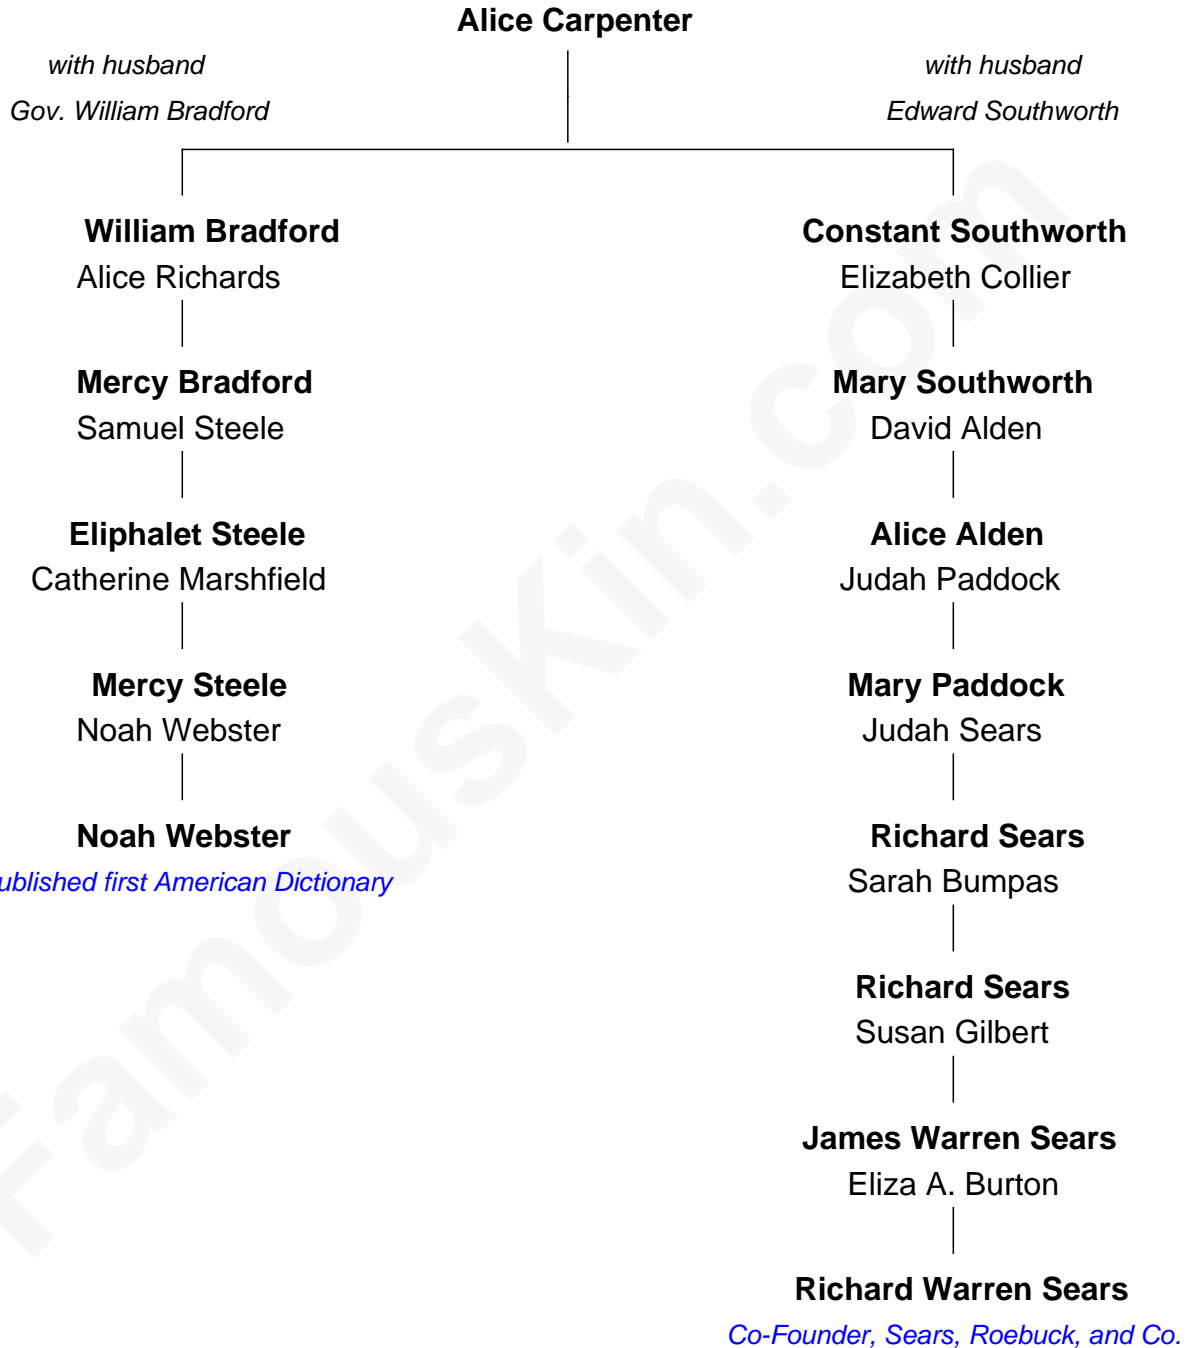 Alice Carpenter
with husband
Gov. William Bradford
with husband
Edward Southworth
William Bradford
Alice Richards
Mercy Bradford
Samuel Steele
Eliphalet Steele
Catherine Marshfield
Mercy Steele
Noah Webster
Noah Webster
ublished first American Dictionary
Constant Southworth
Elizabeth Collier
Mary Southworth
David Alden
Alice Alden
Judah Paddock
Mary Paddock
Judah Sears
Richard Sears
Sarah Bumpas
Richard Sears
Susan Gilbert
James Warren Sears
Eliza A. Burton
Richard Warren Sears
Co-Founder, Sears, Roebuck, and Co.
FamousKin.com